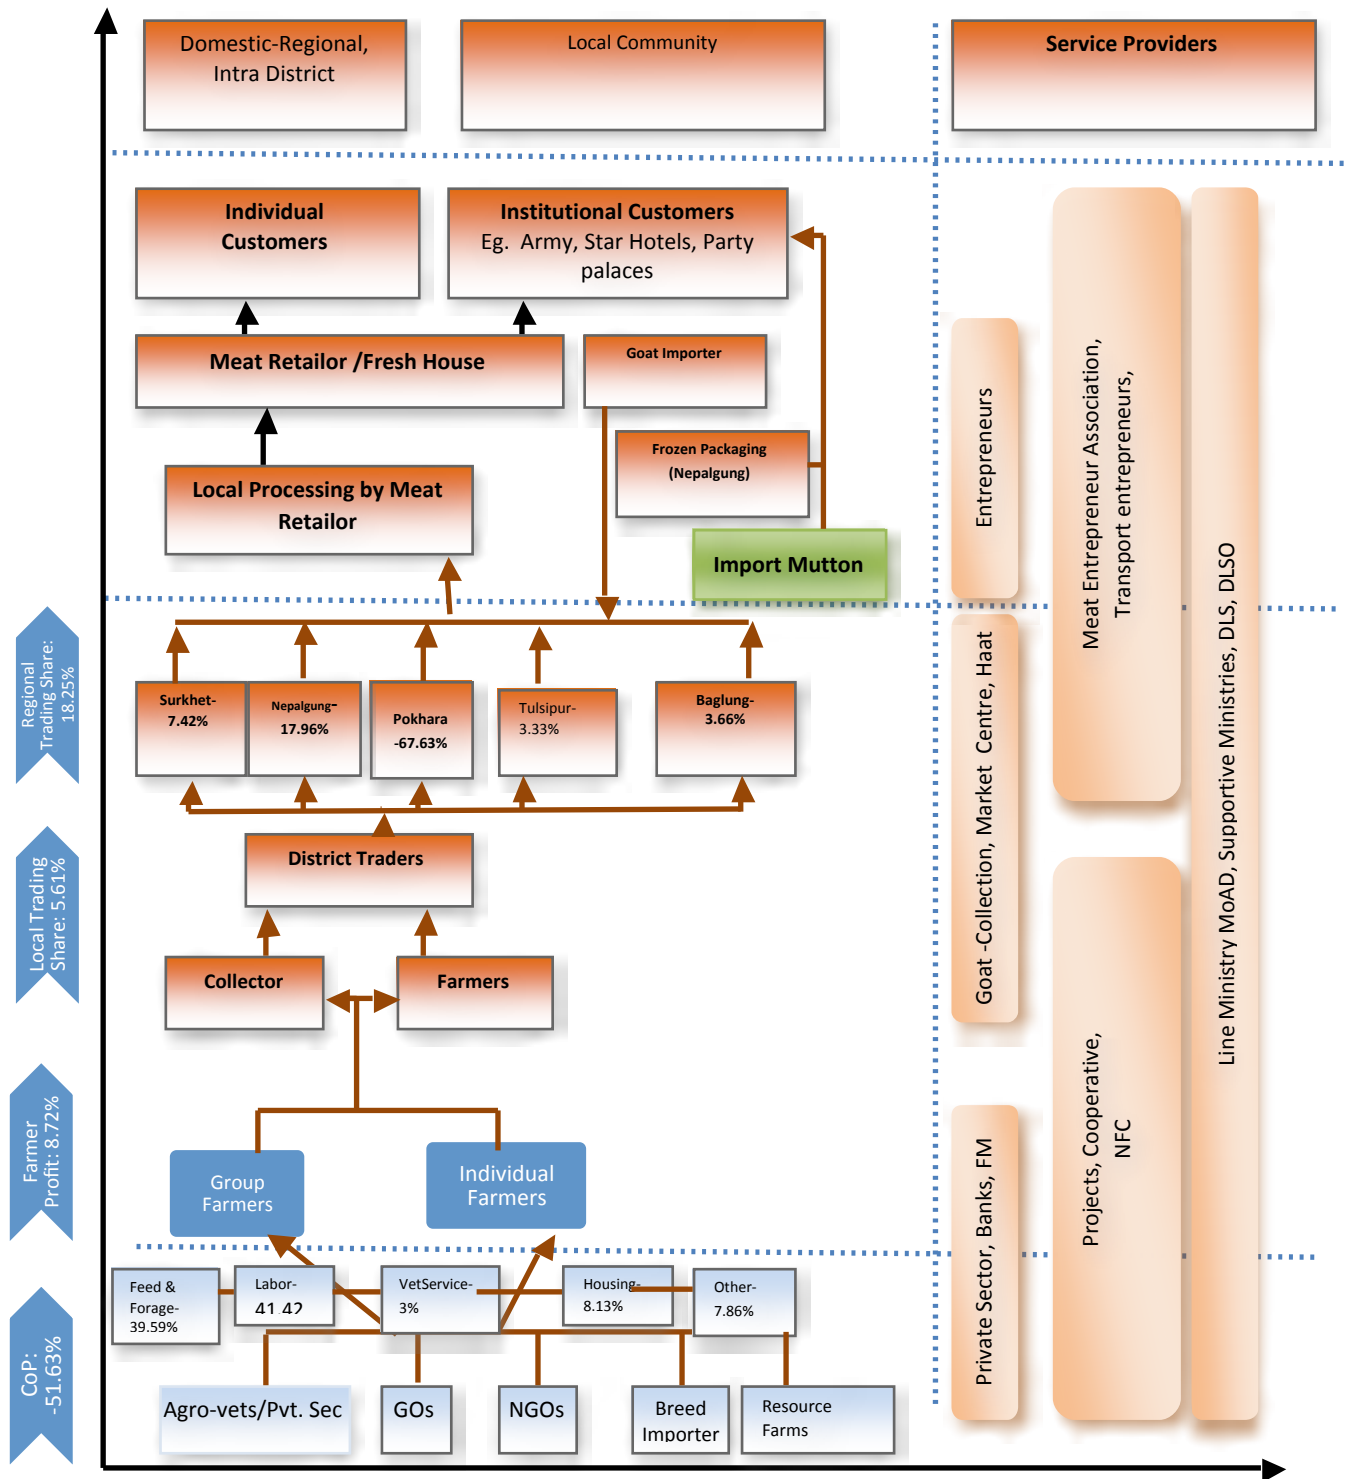 Domestic-Regional,
Intra District
Local Community
Service Providers
Individual
Customers
Institutional Customers
Eg. Army, Star Hotels, Party
palaces
Meat Retailor /Fresh House
Goat Importer
Frozen Packaging
(Nepalgung)
Local Processing by Meat
Retailor
Import Mutton
Regional
Trading Share:
18.25%
Surkhet-
7.42%
Nepalgung-
17.96%
Pokhara
-67.63%
Tulsipur-
3.33%
Baglung-
3.66%
Local Trading
Share: 5.61%
District Traders
Collector
Farmers
Farmer
Profit: 8.72%
Group
Farmers
Individual
Farmers
CoP:
-51.63%
Feed &
Forage-
39.59%
Labor-
41.42
VetService-
3%
Housing-
8.13%
Other-
7.86%
Agro-vets/Pvt. Sec
GOs
NGOs
Breed
Importer
Resource
Farms
Entrepreneurs
Goat -Collection, Market Centre, Haat
Private Sector, Banks, FM
Meat Entrepreneur Association,
Transport entrepreneurs,
Projects, Cooperative,
NFC
Line Ministry MoAD, Supportive Ministries, DLS, DLSO